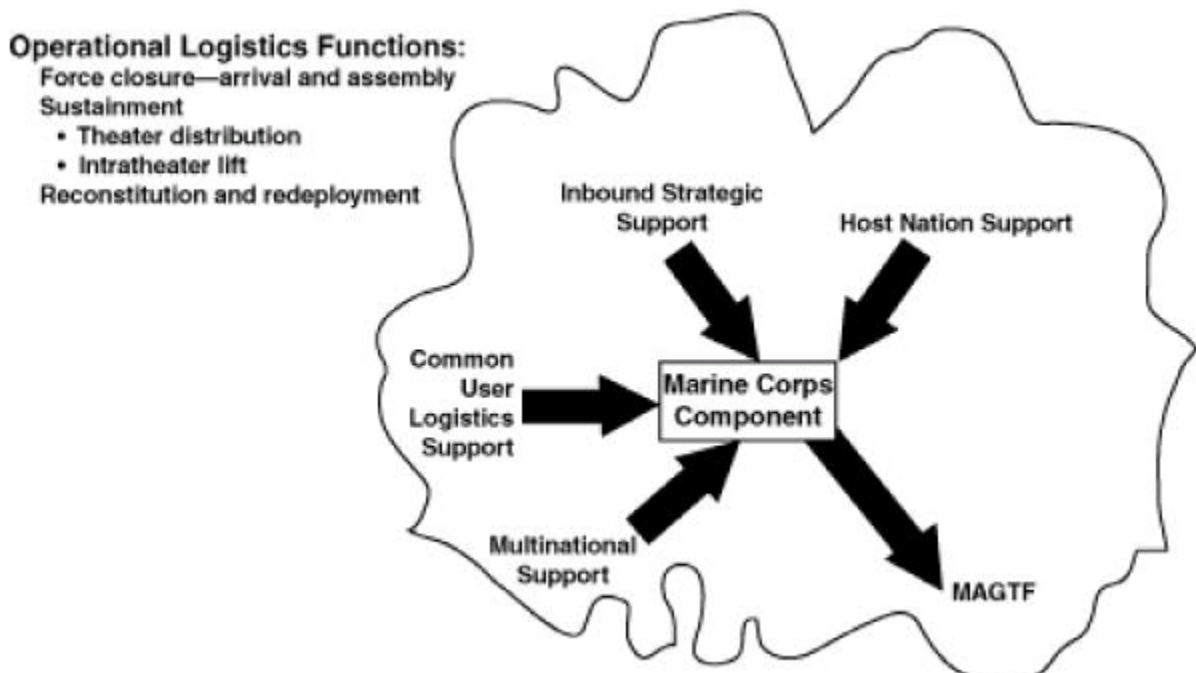 Operational Logistics Functions:
Force closure—arrival and assembly
Sustainment
• Theater distribution
• Intratheater lift
Reconstitution and redeployment
Inbound Strategic
Support
Host Nation Support
Common
User
Logistics
Support
Marine Corps
Component
Multinational
Support
MAGTF